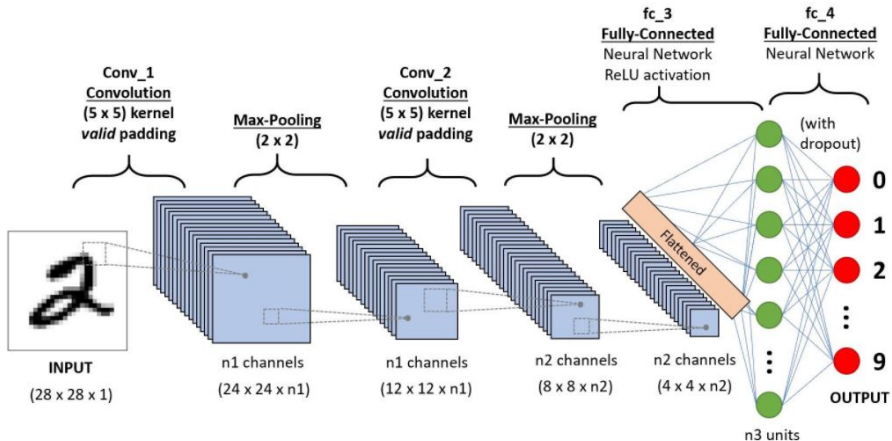 fc_3
Fully-Connected
Neural Network
ReLU activation
fc_4
Fully-Connected
Neural Network
Conv_1
Convolution
(5 x 5) kernel
valid padding
Max-Pooling
(2 x 2)
Conv_2
Convolution
(5 x 5) kernel
valid padding
Max-Pooling
(2 x 2)
(with
dropout)
Flattened
0
1
2
9
INPUT
(28 x 28 x 1)
n1 channels
(24 x 24 x n1)
n1 channels
(12 x 12 x n1)
n2 channels
(8 x 8 x n2)
n2 channels
(4 x 4 x n2)
OUTPUT
n3 units
2